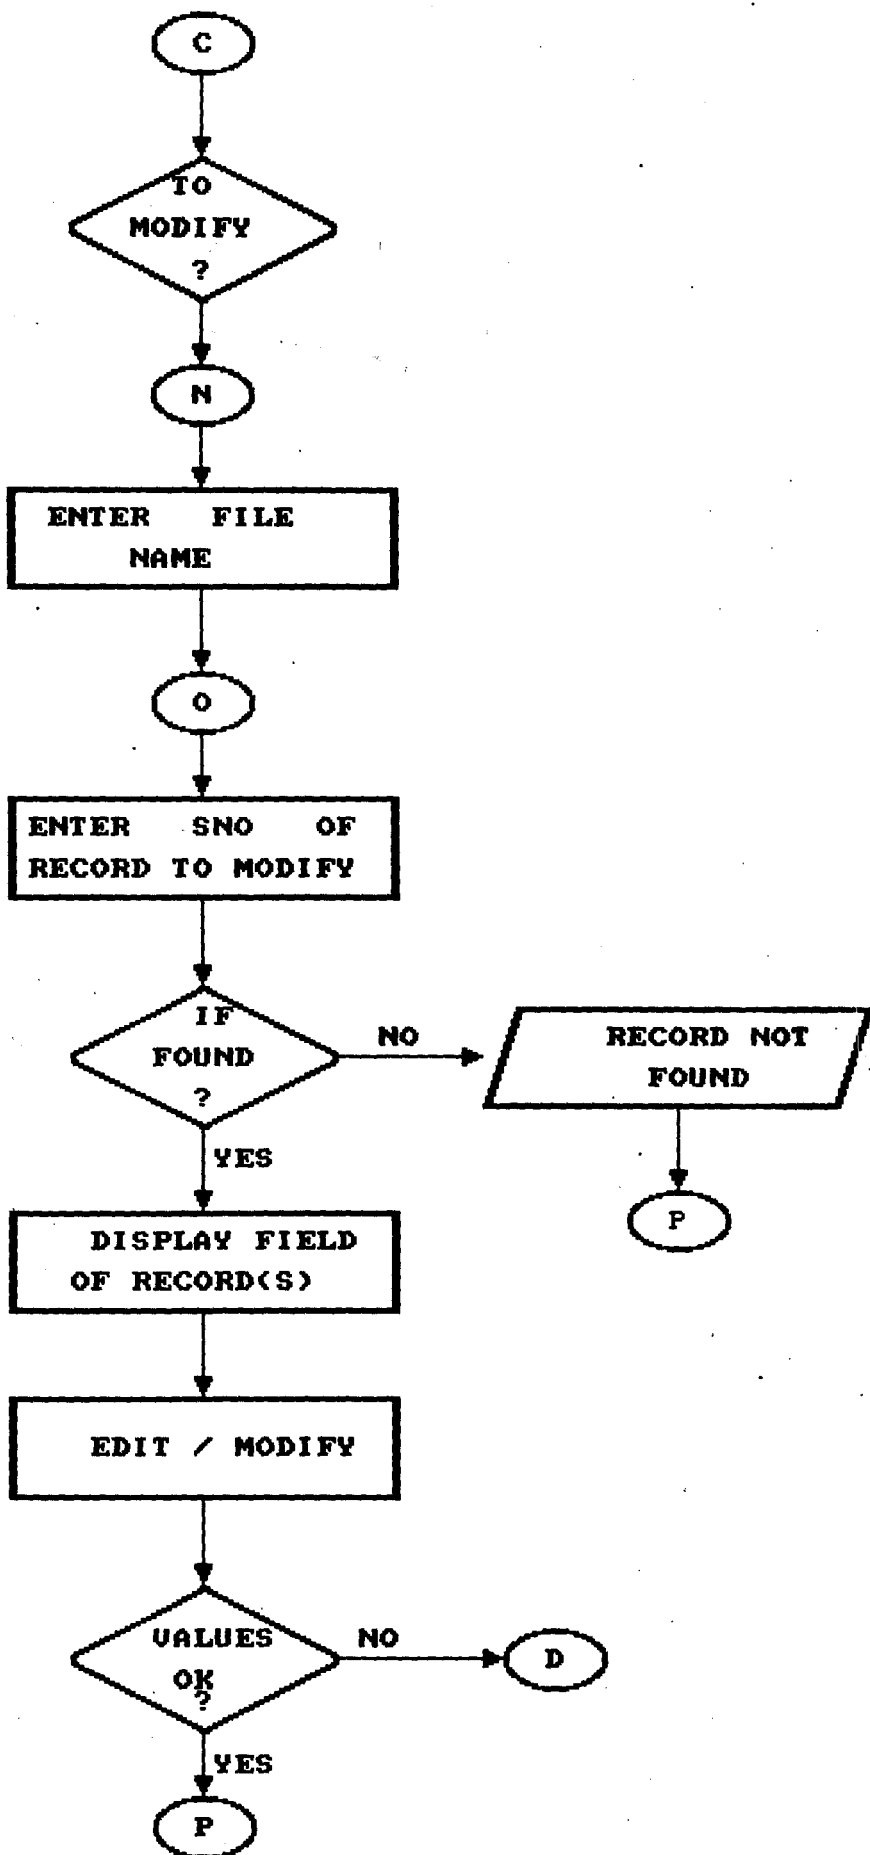 C
TO
MODIFY
?
N
ENTER FILE
NAME
O
ENTER SNO OF
RECORD TO MODIFY
IF
FOUND
?
NO
RECORD NOT
FOUND
YES
P
DISPLAY FIELD
OF RECORD(S)
EDIT / MODIFY
VALUES
OK
?
NO
D
YES
P